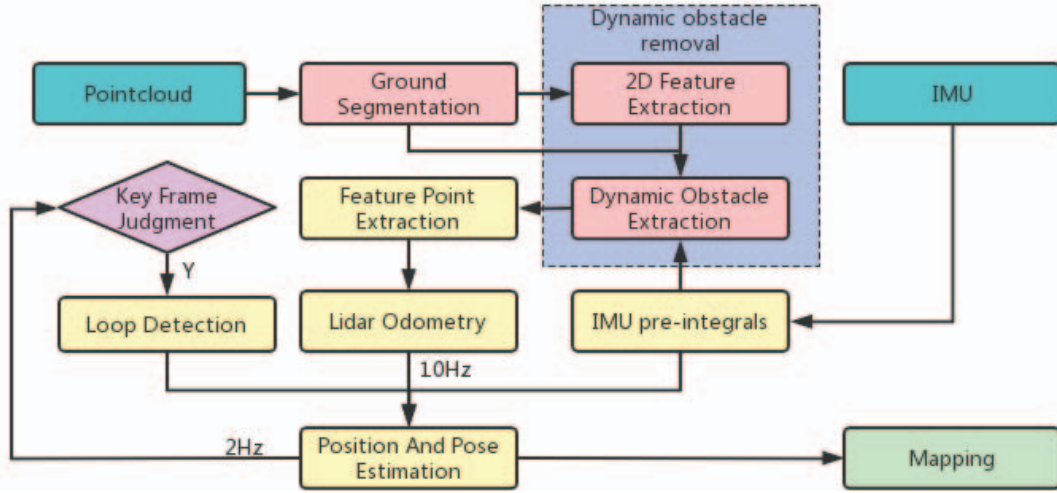 Dynamic obstacle
removal
Pointcloud
Ground
Segmentation
2D Feature
Extraction
IMU
Key Frame
Judgment
Feature Point
Extraction
Dynamic Obstacle
Extraction
Y
Loop Detection
Lidar Odometry
IMU pre-integrals
10Hz
2Hz
Position And Pose
Estimation
Mapping